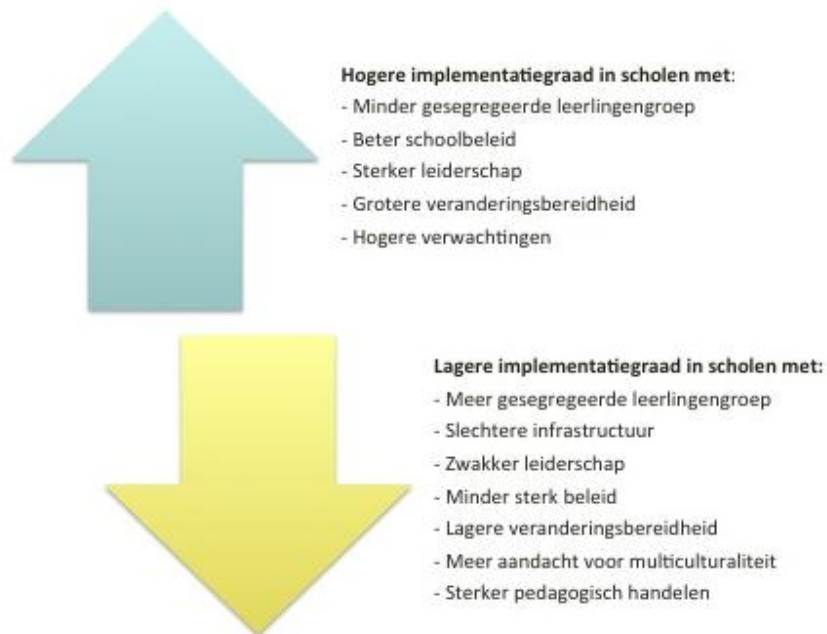 Hogere implementatiegraad in scholen met:
- Minder gesegregeerde leerlingengroep
- Beter schoolbeleid
- Sterker leiderschap
- Grotere veranderingsbereidheid
- Hogere verwachtingen
Lagere implementatiegraad in scholen met:
- Meer gesegregeerde leerlingengroep
- Slechtere infrastructuur
- Zwakker leiderschap
- Minder sterk beleid
- Lagere veranderingsbereidheid
- Meer aandacht voor multiculturaliteit
- Sterker pedagogisch handelen